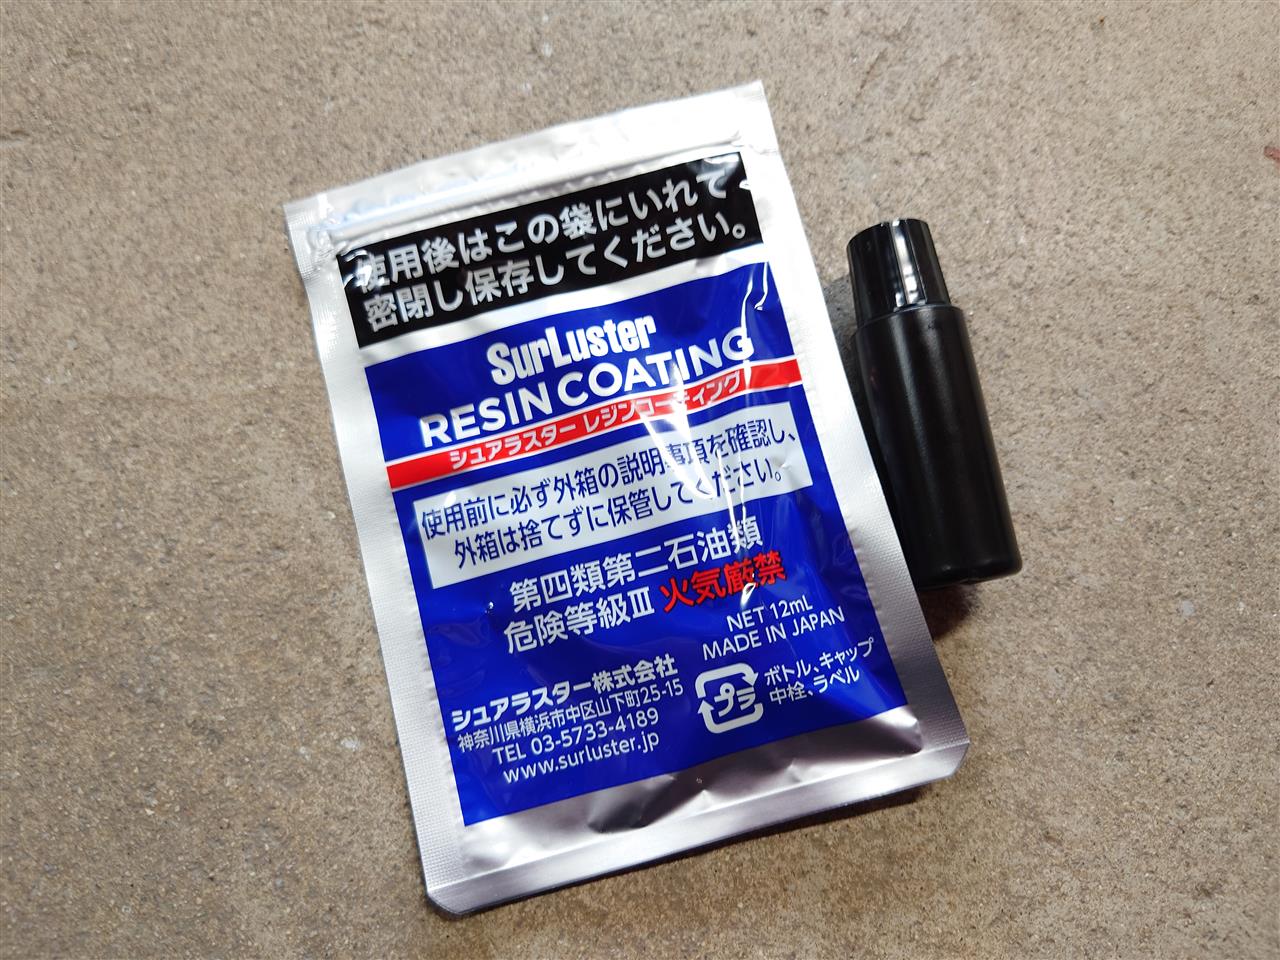 使用後はこの袋にいれて
密閉し保存してください。
SurLuster
RESIN COATING
シュアラスター レジンコーティング
使用前に必ず外箱の説明事項を確認し、
外箱は捨てずに保管してください。
第四類第二石油類
危険等級Ⅲ 火気厳禁
NET 12mL
MADE IN JAPAN
シュアラスター株式会社
神奈川県横浜市中区山下町25-15
TEL 03-5733-4189
www.surluster.jp
プラ
ボトル、キャップ
中栓、ラベル